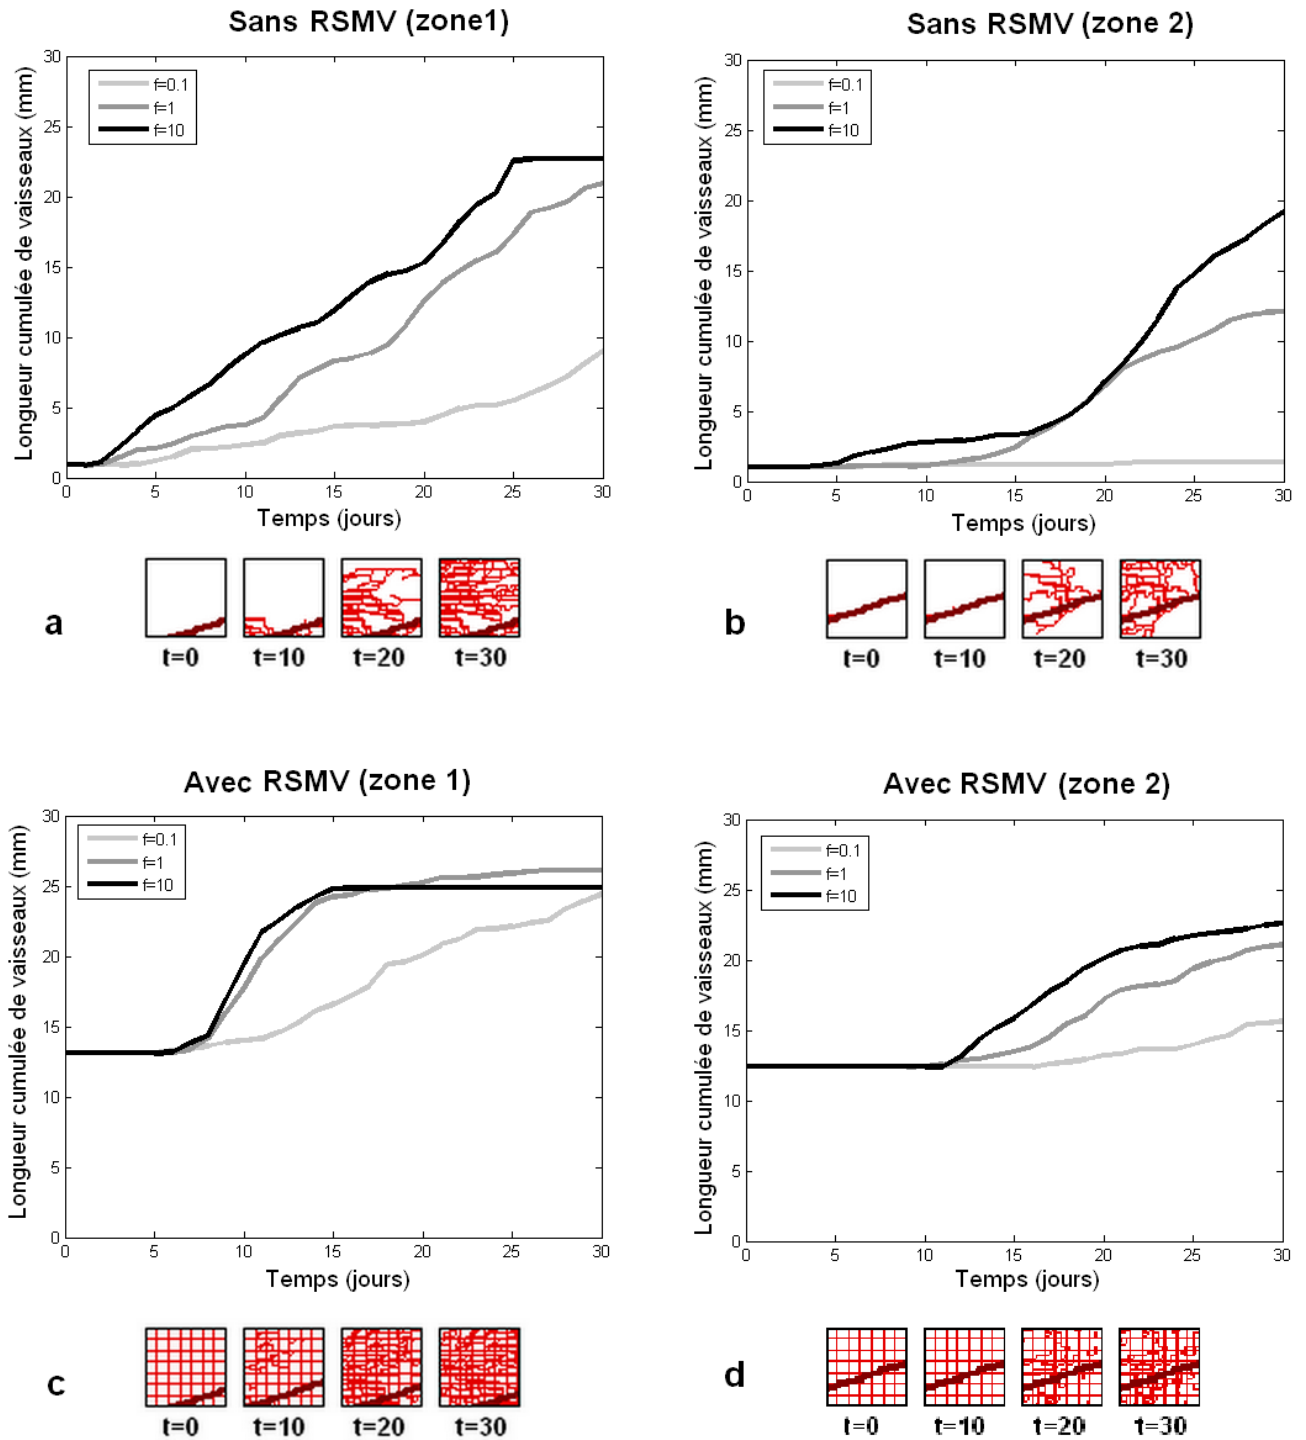 Sans RSMV (zone1)
Longueur cumulée de vaisseaux (mm)
30
25
20
15
10
5
0
f=0.1
f=1
f=10
0 5 10 15 20 25 30
Temps (jours)
a
t=0 t=10 t=20 t=30
Sans RSMV (zone 2)
Longueur cumulée de vaisseaux (mm)
30
25
20
15
10
5
0
f=0.1
f=1
f=10
0 5 10 15 20 25 30
Temps (jours)
b
t=0 t=10 t=20 t=30
Avec RSMV (zone 1)
Longueur cumulée de vaisseaux (mm)
30
25
20
15
10
5
0
f=0.1
f=1
f=10
0 5 10 15 20 25 30
Temps (jours)
c
t=0 t=10 t=20 t=30
Avec RSMV (zone 2)
Longueur cumulée de vaisseaux (mm)
30
25
20
15
10
5
0
f=0.1
f=1
f=10
0 5 10 15 20 25 30
Temps (jours)
d
t=0 t=10 t=20 t=30